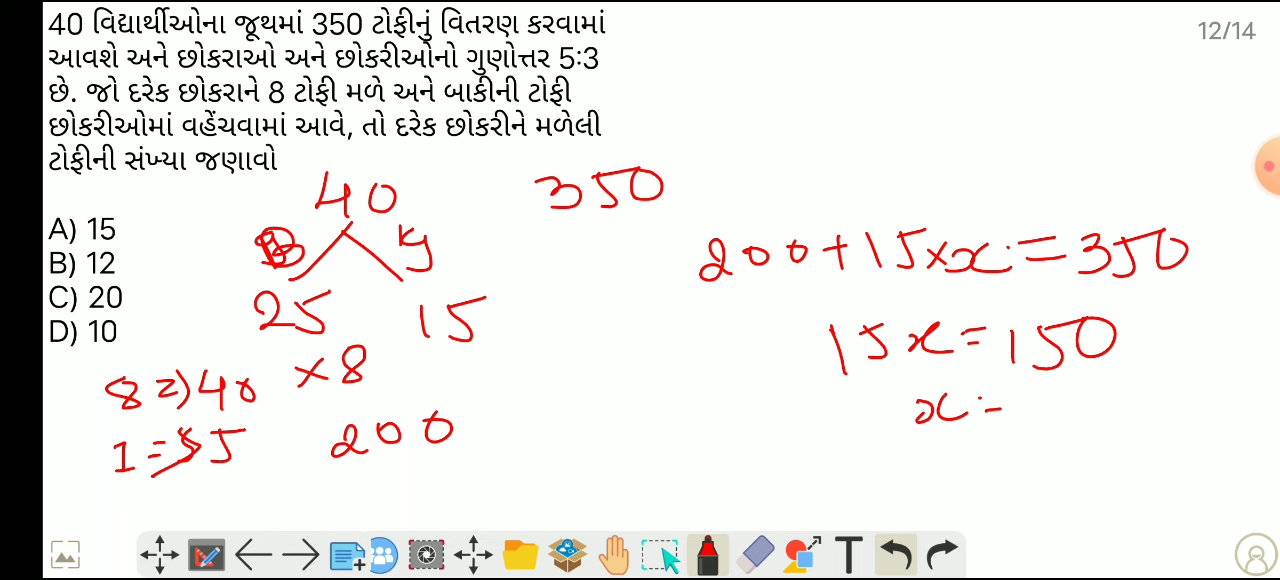 40 વિદ્યાર્થીઓના જૂથમાં 350 ટોફીનું વિતરણ કરવામાં
આવશે અને છોકરાઓ અને છોકરીઓનો ગુણોત્તર 5:3
છે. જો દરેક છોકરાને 8 ટોફી મળે અને બાકીની ટોફી
છોકરીઓમાં વહેંચવામાં આવે, તો દરેક છોકરીને મળેલી
ટોફીની સંખ્યા જણાવો
12/14
A) 15
B) 12
C) 20
D) 10
40
350
B
25 15
× 8
200
8 => 40
1 = 5
200 + 15 × x = 350
15x = 150
x =
T